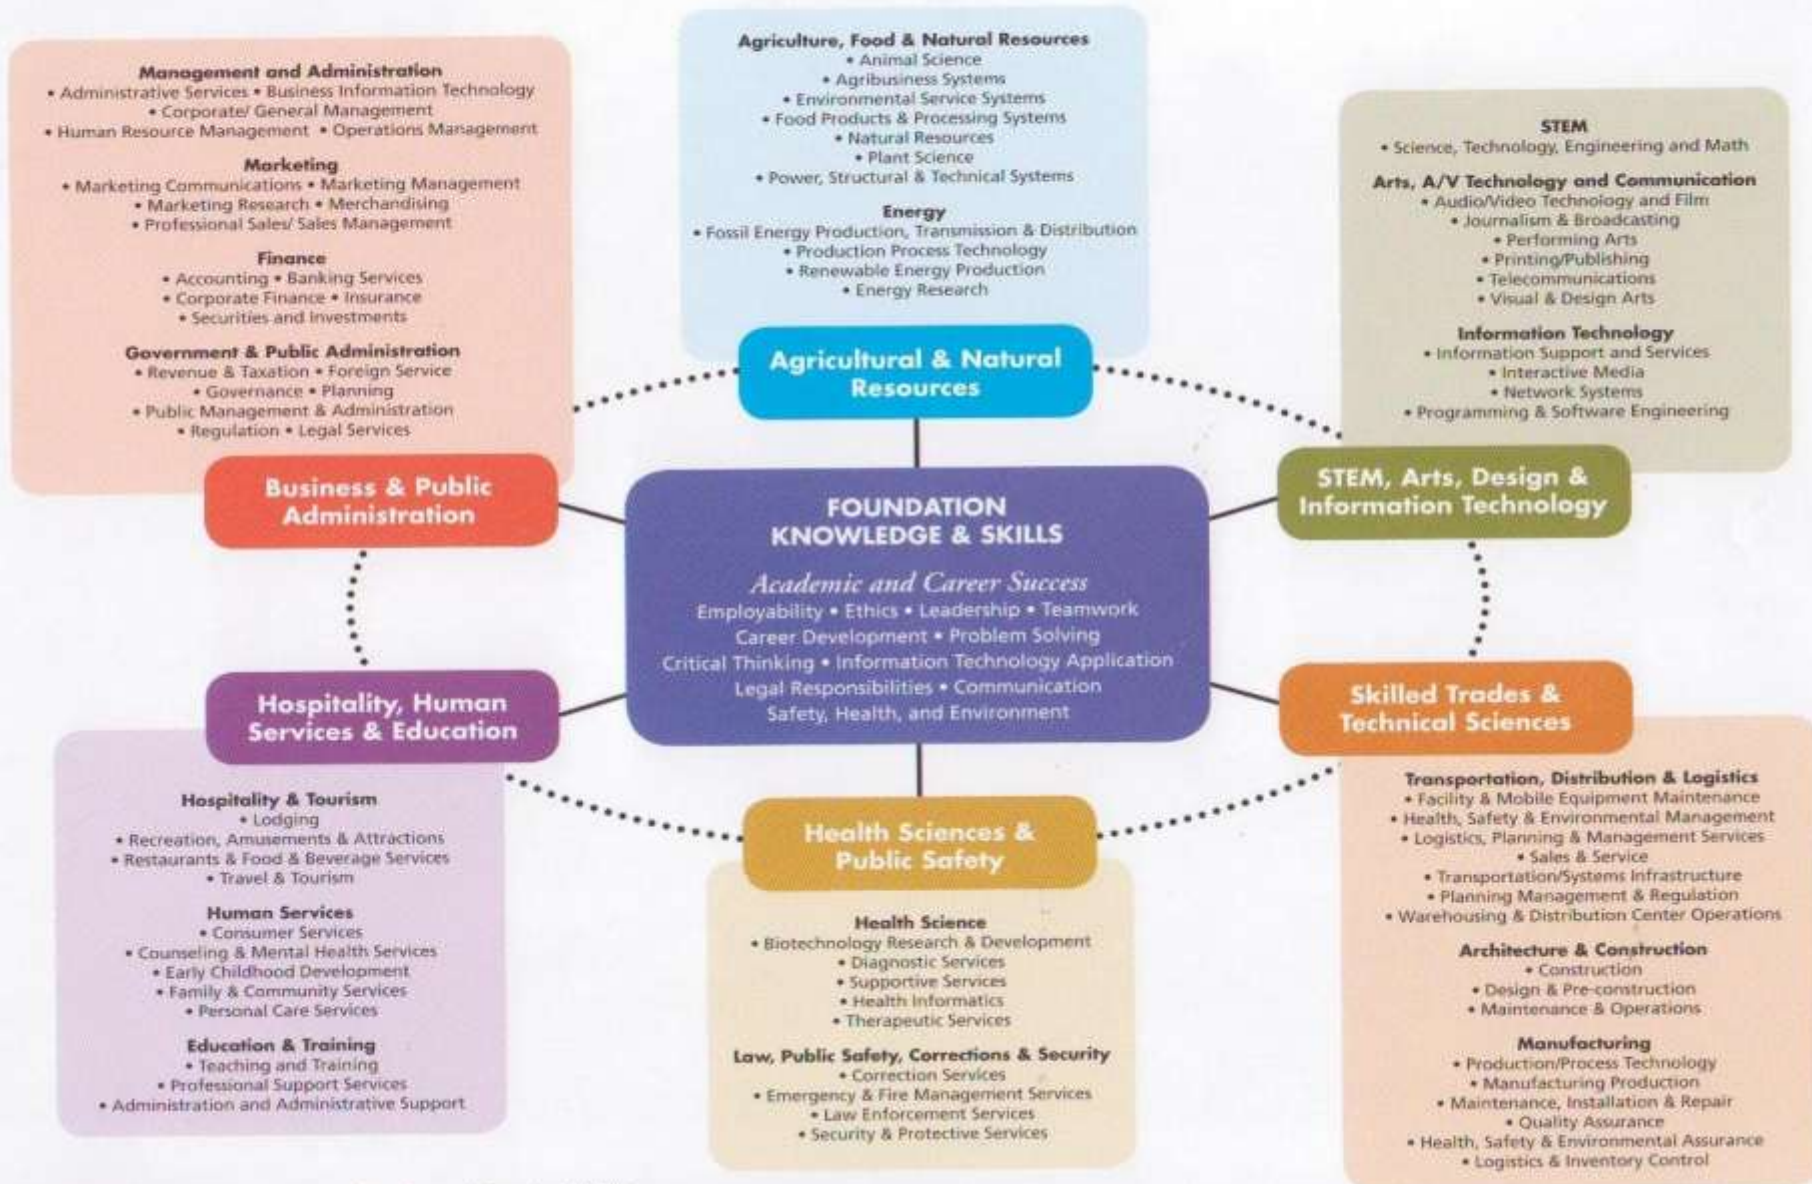 Management and Administration
• Administrative Services • Business Information Technology
• Corporate/ General Management
• Human Resource Management • Operations Management
Marketing
• Marketing Communications • Marketing Management
• Marketing Research • Merchandising
• Professional Sales/ Sales Management
Finance
• Accounting • Banking Services
• Corporate Finance • Insurance
• Securities and Investments
Government & Public Administration
• Revenue & Taxation • Foreign Service
• Governance • Planning
• Public Management & Administration
• Regulation • Legal Services
Business & Public
Administration
Agriculture, Food & Natural Resources
• Animal Science
• Agribusiness Systems
• Environmental Service Systems
• Food Products & Processing Systems
• Natural Resources
• Plant Science
• Power, Structural & Technical Systems
Energy
• Fossil Energy Production, Transmission & Distribution
• Production Process Technology
• Renewable Energy Production
• Energy Research
Agricultural & Natural
Resources
STEM
• Science, Technology, Engineering and Math
Arts, A/V Technology and Communication
• Audio/Video Technology and Film
• Journalism & Broadcasting
• Performing Arts
• Printing/Publishing
• Telecommunications
• Visual & Design Arts
Information Technology
• Information Support and Services
• Interactive Media
• Network Systems
• Programming & Software Engineering
STEM, Arts, Design &
Information Technology
FOUNDATION
KNOWLEDGE & SKILLS
Academic and Career Success
Employability • Ethics • Leadership • Teamwork
Career Development • Problem Solving
Critical Thinking • Information Technology Application
Legal Responsibilities • Communication
Safety, Health, and Environment
Hospitality, Human
Services & Education
Hospitality & Tourism
• Lodging
• Recreation, Amusements & Attractions
• Restaurants & Food & Beverage Services
• Travel & Tourism
Human Services
• Consumer Services
• Counseling & Mental Health Services
• Early Childhood Development
• Family & Community Services
• Personal Care Services
Education & Training
• Teaching and Training
• Professional Support Services
• Administration and Administrative Support
Health Sciences &
Public Safety
Health Science
• Biotechnology Research & Development
• Diagnostic Services
• Supportive Services
• Health Informatics
• Therapeutic Services
Law, Public Safety, Corrections & Security
• Correction Services
• Emergency & Fire Management Services
• Law Enforcement Services
• Security & Protective Services
Skilled Trades &
Technical Sciences
Transportation, Distribution & Logistics
• Facility & Mobile Equipment Maintenance
• Health, Safety & Environmental Management
• Logistics, Planning & Management Services
• Sales & Service
• Transportation/Systems Infrastructure
• Planning Management & Regulation
• Warehousing & Distribution Center Operations
Architecture & Construction
• Construction
• Design & Pre-construction
• Maintenance & Operations
Manufacturing
• Production/Process Technology
• Manufacturing Production
• Maintenance, Installation & Repair
• Quality Assurance
• Health, Safety & Environmental Assurance
• Logistics & Inventory Control